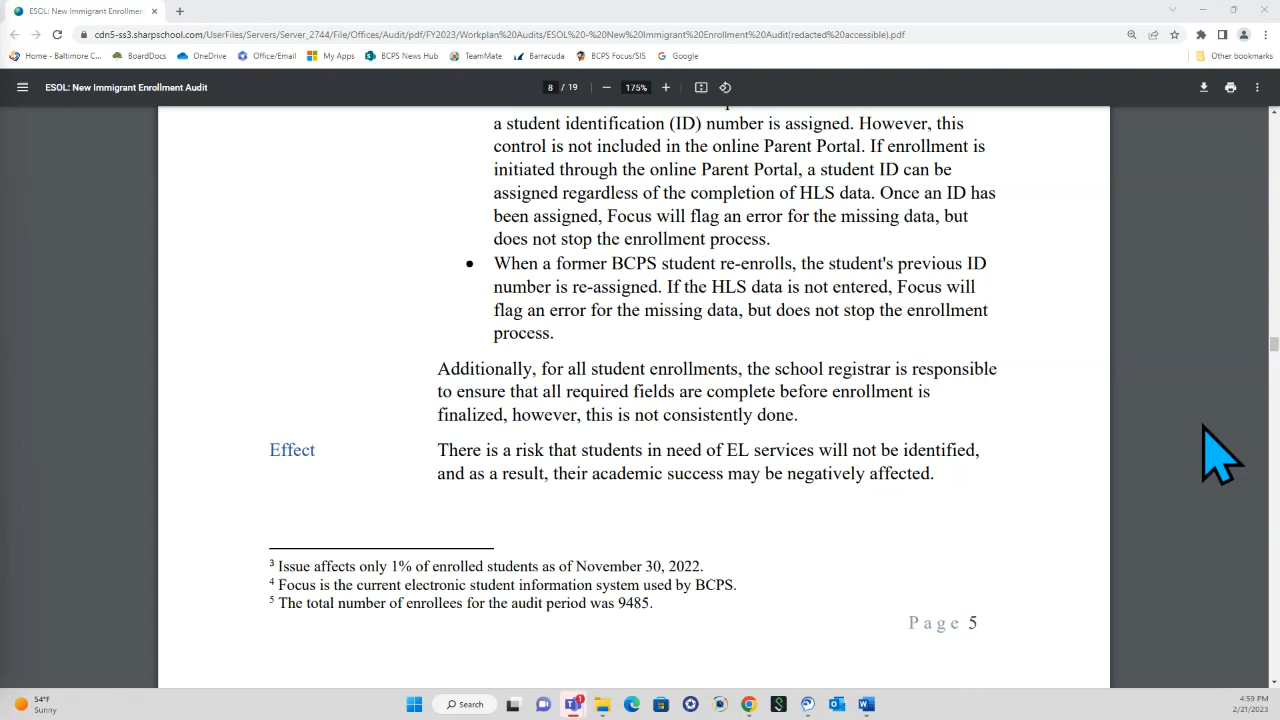 ESOL: New Immigrant Enrollment
cdn5-ss3.sharpschool.com/UserFiles/Servers/Server_2744/File/Offices/Audit/pdf/FY2023/Workplan%20Audits/ESOL%20-%20New%20Immigrant%20Enrollment%20Audit(redacted%20accessible).pdf
Home - Baltimore C... BoardDocs OneDrive Office/Email My Apps BCPS News Hub TeamMate Barracuda BCPS Focus/SIS Google Other bookmarks
ESOL: New Immigrant Enrollment Audit 8 / 19 175%
a student identification (ID) number is assigned. However, this
control is not included in the online Parent Portal. If enrollment is
initiated through the online Parent Portal, a student ID can be
assigned regardless of the completion of HLS data. Once an ID has
been assigned, Focus will flag an error for the missing data, but
does not stop the enrollment process.
• When a former BCPS student re-enrolls, the student's previous ID
number is re-assigned. If the HLS data is not entered, Focus will
flag an error for the missing data, but does not stop the enrollment
process.
Additionally, for all student enrollments, the school registrar is responsible
to ensure that all required fields are complete before enrollment is
finalized, however, this is not consistently done.
Effect There is a risk that students in need of EL services will not be identified,
and as a result, their academic success may be negatively affected.
3 Issue affects only 1% of enrolled students as of November 30, 2022.
4 Focus is the current electronic student information system used by BCPS.
5 The total number of enrollees for the audit period was 9485.
Page 5
54°F
Sunny
Search
1
4:59 PM
2/21/2023